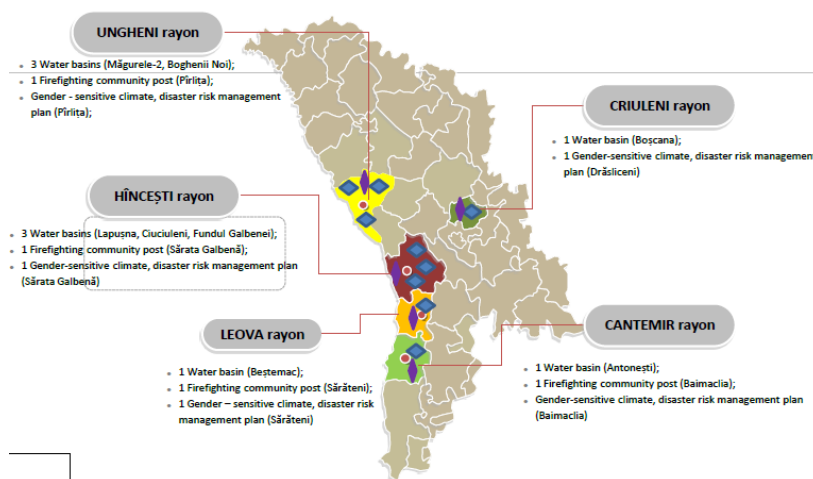 UNGHENI rayon
• 3 Water basins (Măgurele-2, Boghenii Noi);
• 1 Firefighting community post (Pîrlița);
• Gender - sensitive climate, disaster risk management
plan (Pîrlița);
CRIULENI rayon
• 1 Water basin (Boșcana);
• 1 Gender-sensitive climate, disaster risk management
plan (Drăsliceni)
HÎNCEȘTI rayon
• 3 Water basins (Lapușna, Ciuciuleni, Fundul Galbenei);
• 1 Firefighting community post (Sărata Galbenă);
• 1 Gender-sensitive climate, disaster risk management plan
(Sărata Galbenă)
LEOVA rayon
• 1 Water basin (Beștemac);
• 1 Firefighting community post (Sărăteni);
• 1 Gender – sensitive climate, disaster risk
management plan (Sărăteni)
CANTEMIR rayon
• 1 Water basin (Antonești);
• 1 Firefighting community post (Baimaclia);
• Gender-sensitive climate, disaster risk management plan
(Baimaclia)